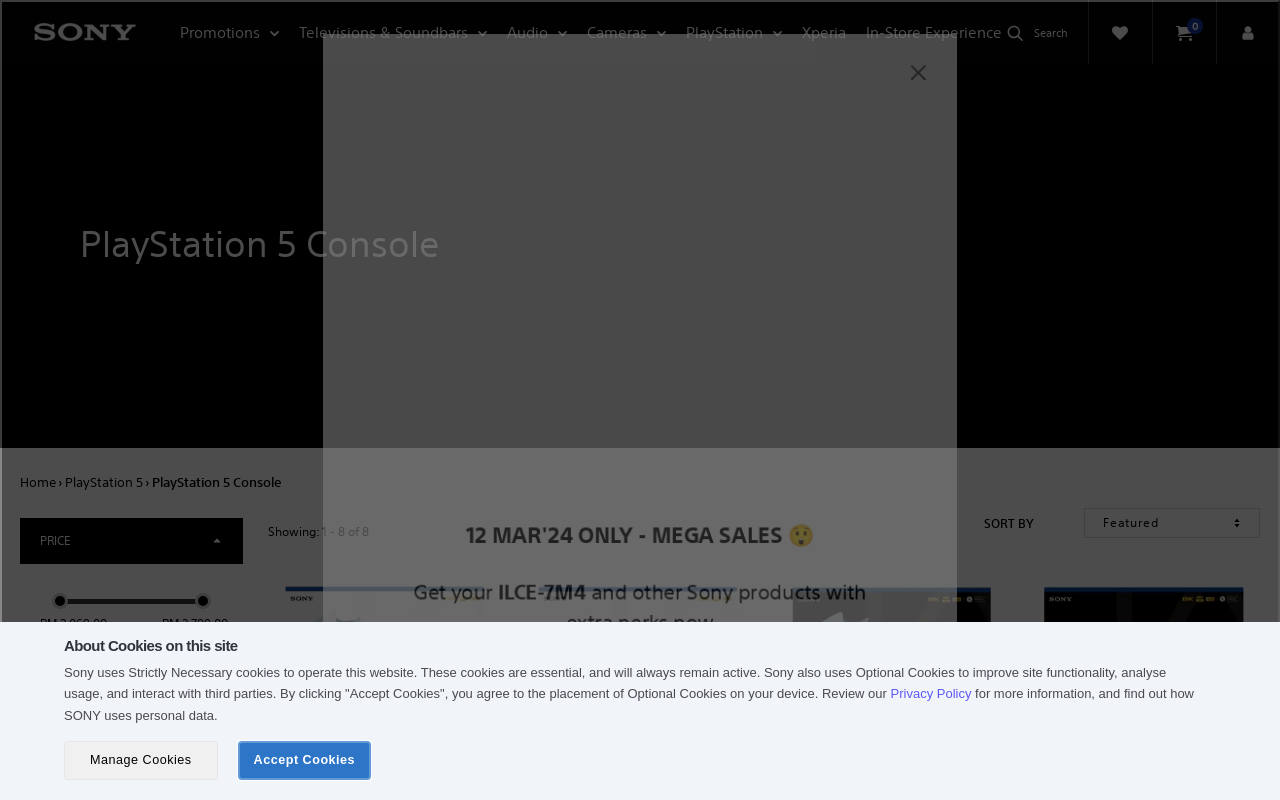 SONY
Promotions
Televisions & Soundbars
Audio
Cameras
PlayStation
Xperia
In-Store Experience
Search
0
PlayStation 5 Console
Home › PlayStation 5 › PlayStation 5 Console
PRICE
Showing: 1 - 8 of 8
SORT BY
Featured
12 MAR'24 ONLY - MEGA SALES 😲
Get your ILCE-7M4 and other Sony products with
extra perks now
SONY
SONY
About Cookies on this site
Sony uses Strictly Necessary cookies to operate this website. These cookies are essential, and will always remain active. Sony also uses Optional Cookies to improve site functionality, analyse
usage, and interact with third parties. By clicking "Accept Cookies", you agree to the placement of Optional Cookies on your device. Review our Privacy Policy for more information, and find out how
SONY uses personal data.
Manage Cookies
Accept Cookies